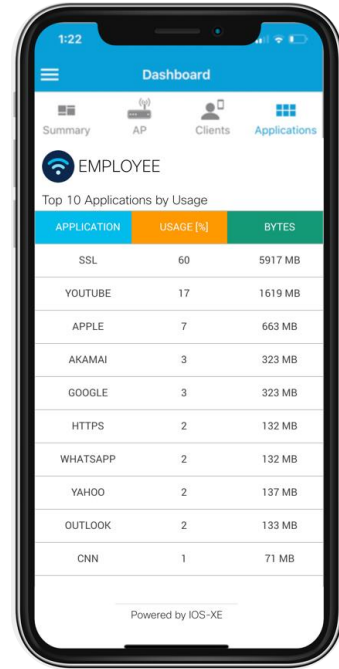 1:22
Dashboard
Summary AP Clients Applications
EMPLOYEE
Top 10 Applications by Usage
APPLICATION USAGE [%] BYTES
SSL 60 5917 MB
YOUTUBE 17 1619 MB
APPLE 7 663 MB
AKAMAI 3 323 MB
GOOGLE 3 323 MB
HTTPS 2 132 MB
WHATSAPP 2 132 MB
YAHOO 2 137 MB
OUTLOOK 2 133 MB
CNN 1 71 MB
Powered by IOS-XE